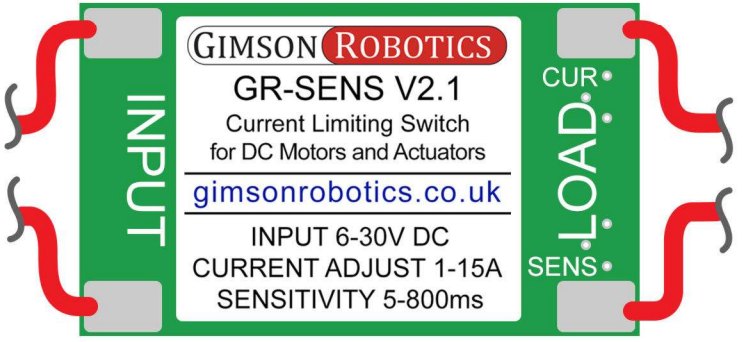 INPUT
GIMSON ROBOTICS
GR-SENS V2.1
Current Limiting Switch
for DC Motors and Actuators
gimsonrobotics.co.uk
INPUT 6-30V DC
CURRENT ADJUST 1-15A
SENSITIVITY 5-800ms
CUR
LOAD
SENS